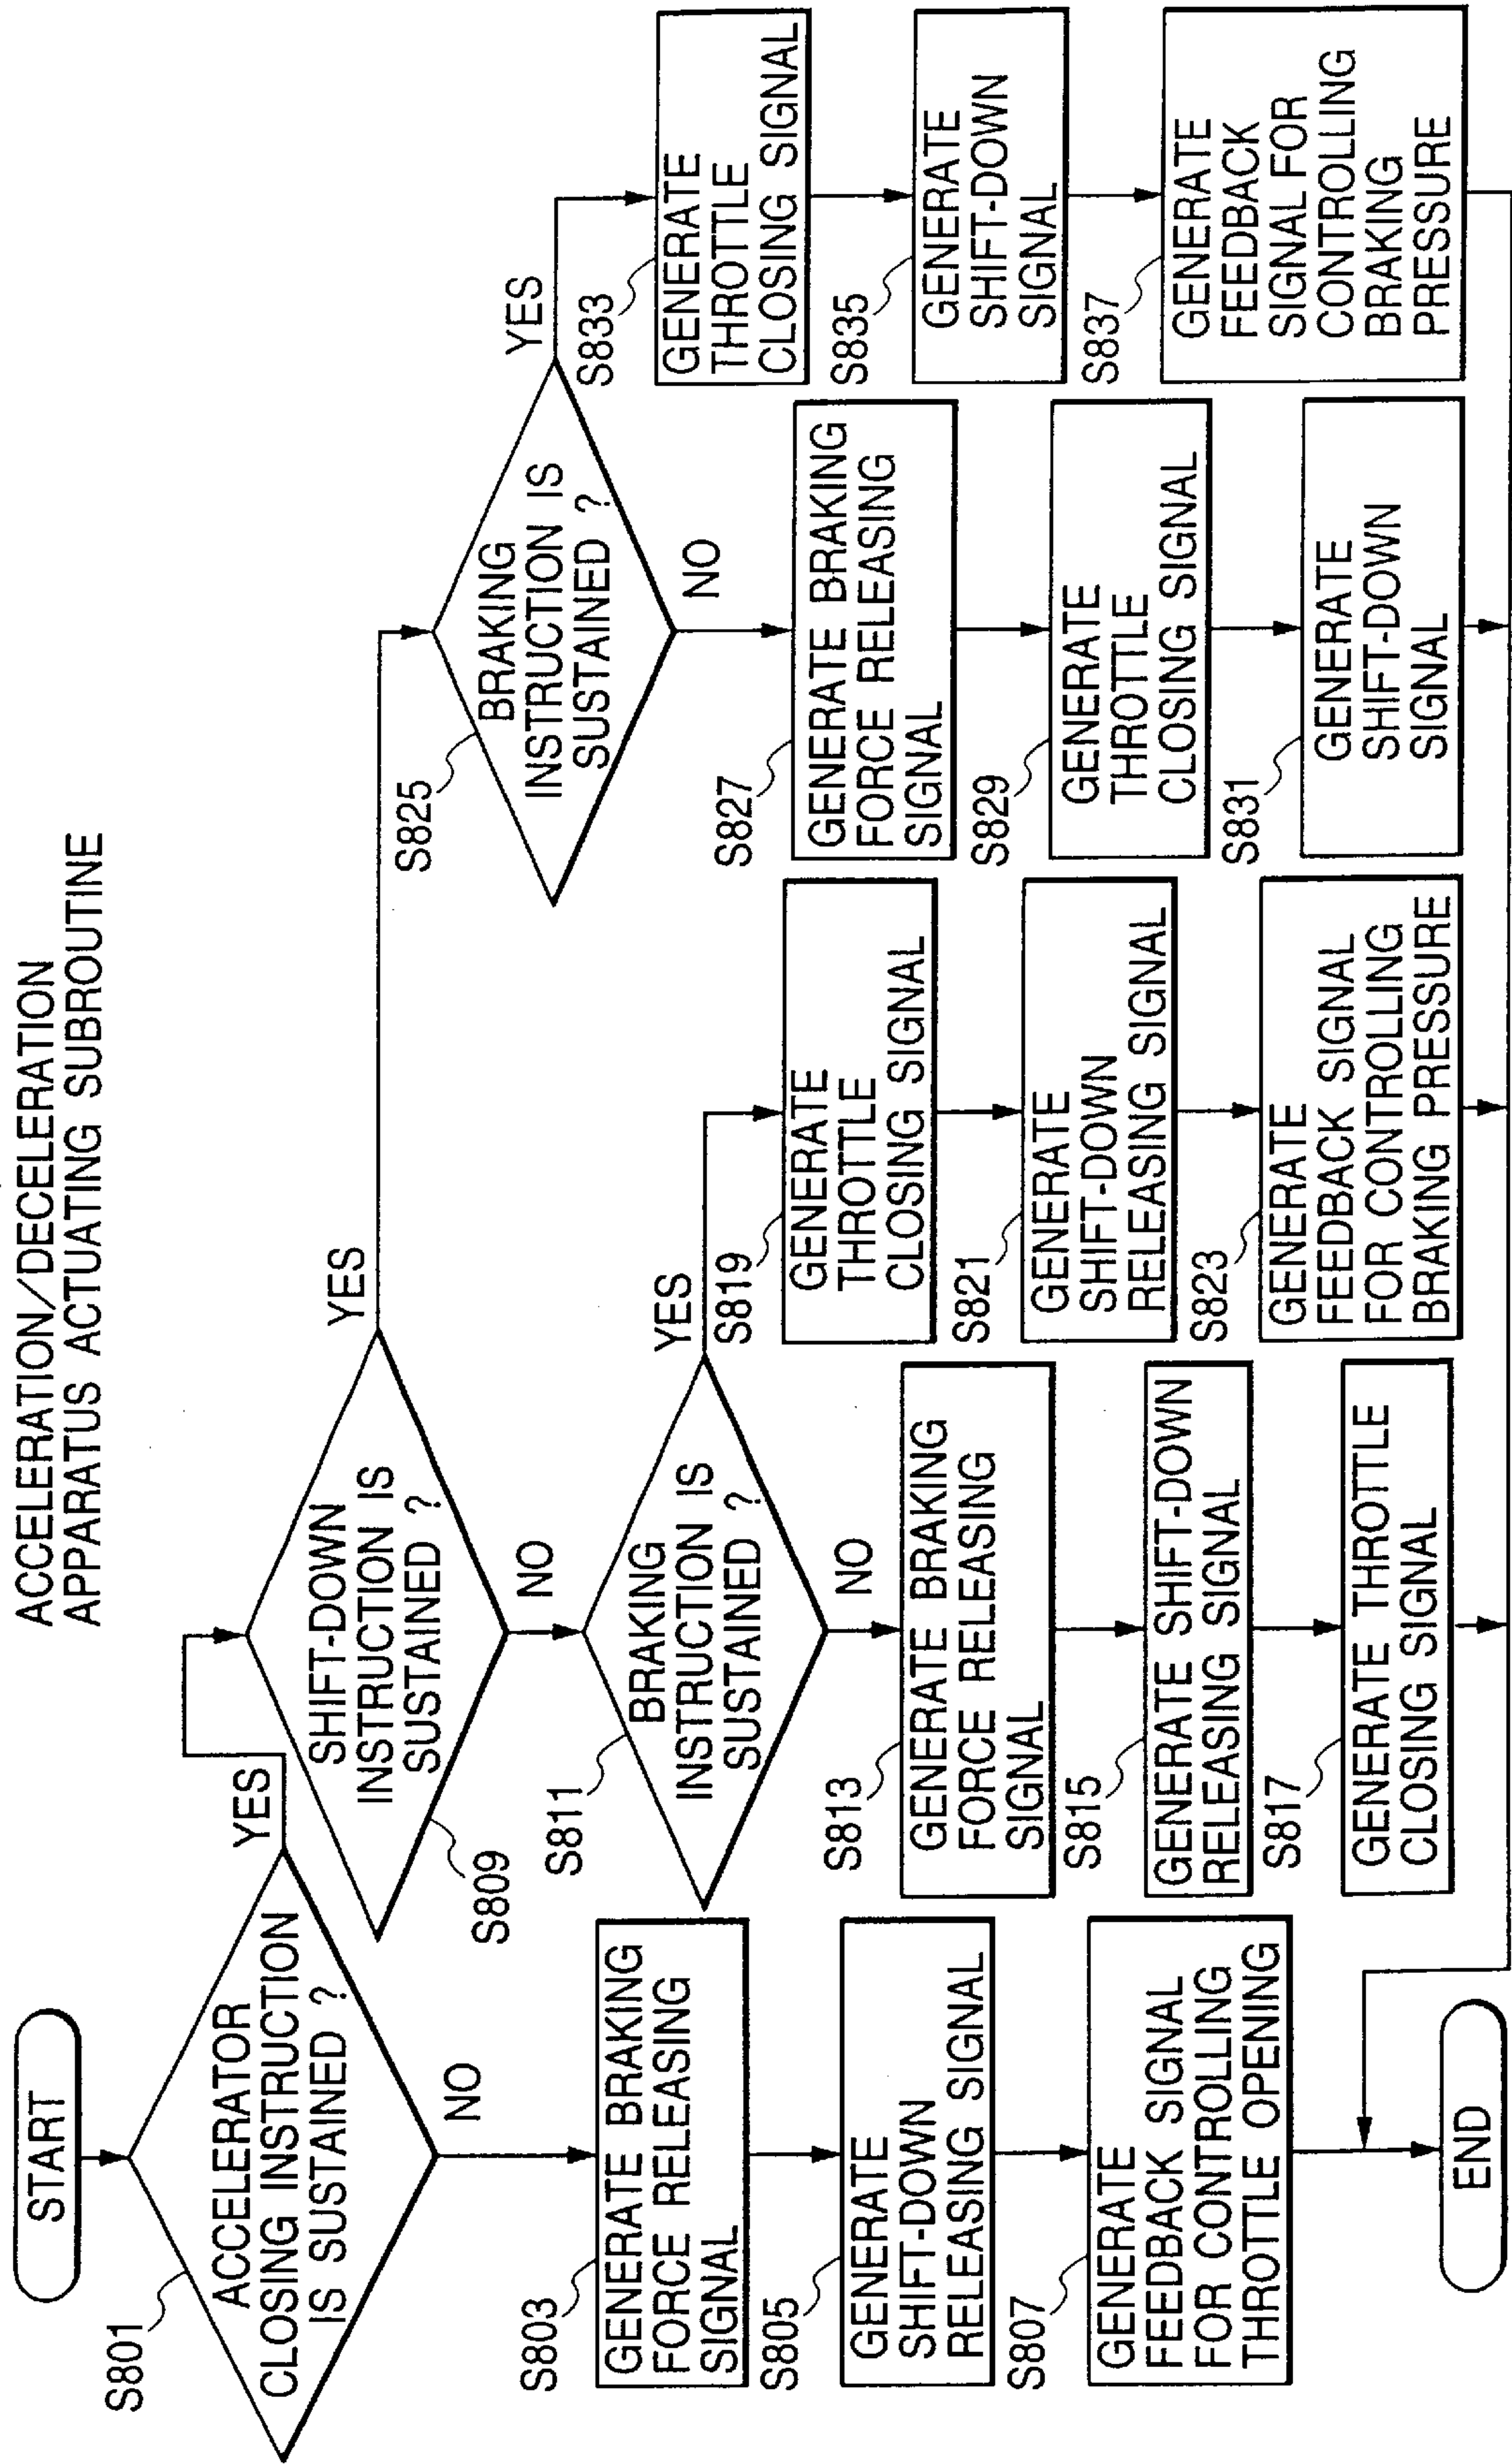 ACCELERATION/DECELERATION
APPARATUS ACTUATING SUBROUTINE
START
S801
ACCELERATOR
CLOSING INSTRUCTION
IS SUSTAINED ?
YES
NO
S803
GENERATE BRAKING
FORCE RELEASING
SIGNAL
S805
GENERATE
SHIFT-DOWN
RELEASING SIGNAL
S807
GENERATE
FEEDBACK SIGNAL
FOR CONTROLLING
THROTTLE OPENING
END
S809
SHIFT-DOWN
INSTRUCTION IS
SUSTAINED ?
YES
NO
S811
BRAKING
INSTRUCTION IS
SUSTAINED ?
YES
NO
S813
GENERATE BRAKING
FORCE RELEASING
SIGNAL
S815
GENERATE SHIFT-DOWN
RELEASING SIGNAL
S817
GENERATE THROTTLE
CLOSING SIGNAL
S819
GENERATE
THROTTLE
CLOSING SIGNAL
S821
GENERATE
SHIFT-DOWN
RELEASING SIGNAL
S823
GENERATE
FEEDBACK SIGNAL
FOR CONTROLLING
BRAKING PRESSURE
S825
BRAKING
INSTRUCTION IS
SUSTAINED ?
YES
NO
S827
GENERATE BRAKING
FORCE RELEASING
SIGNAL
S829
GENERATE
THROTTLE
CLOSING SIGNAL
S831
GENERATE
SHIFT-DOWN
SIGNAL
S833
GENERATE
THROTTLE
CLOSING SIGNAL
S835
GENERATE
SHIFT-DOWN
SIGNAL
S837
GENERATE
FEEDBACK
SIGNAL FOR
CONTROLLING
BRAKING
PRESSURE